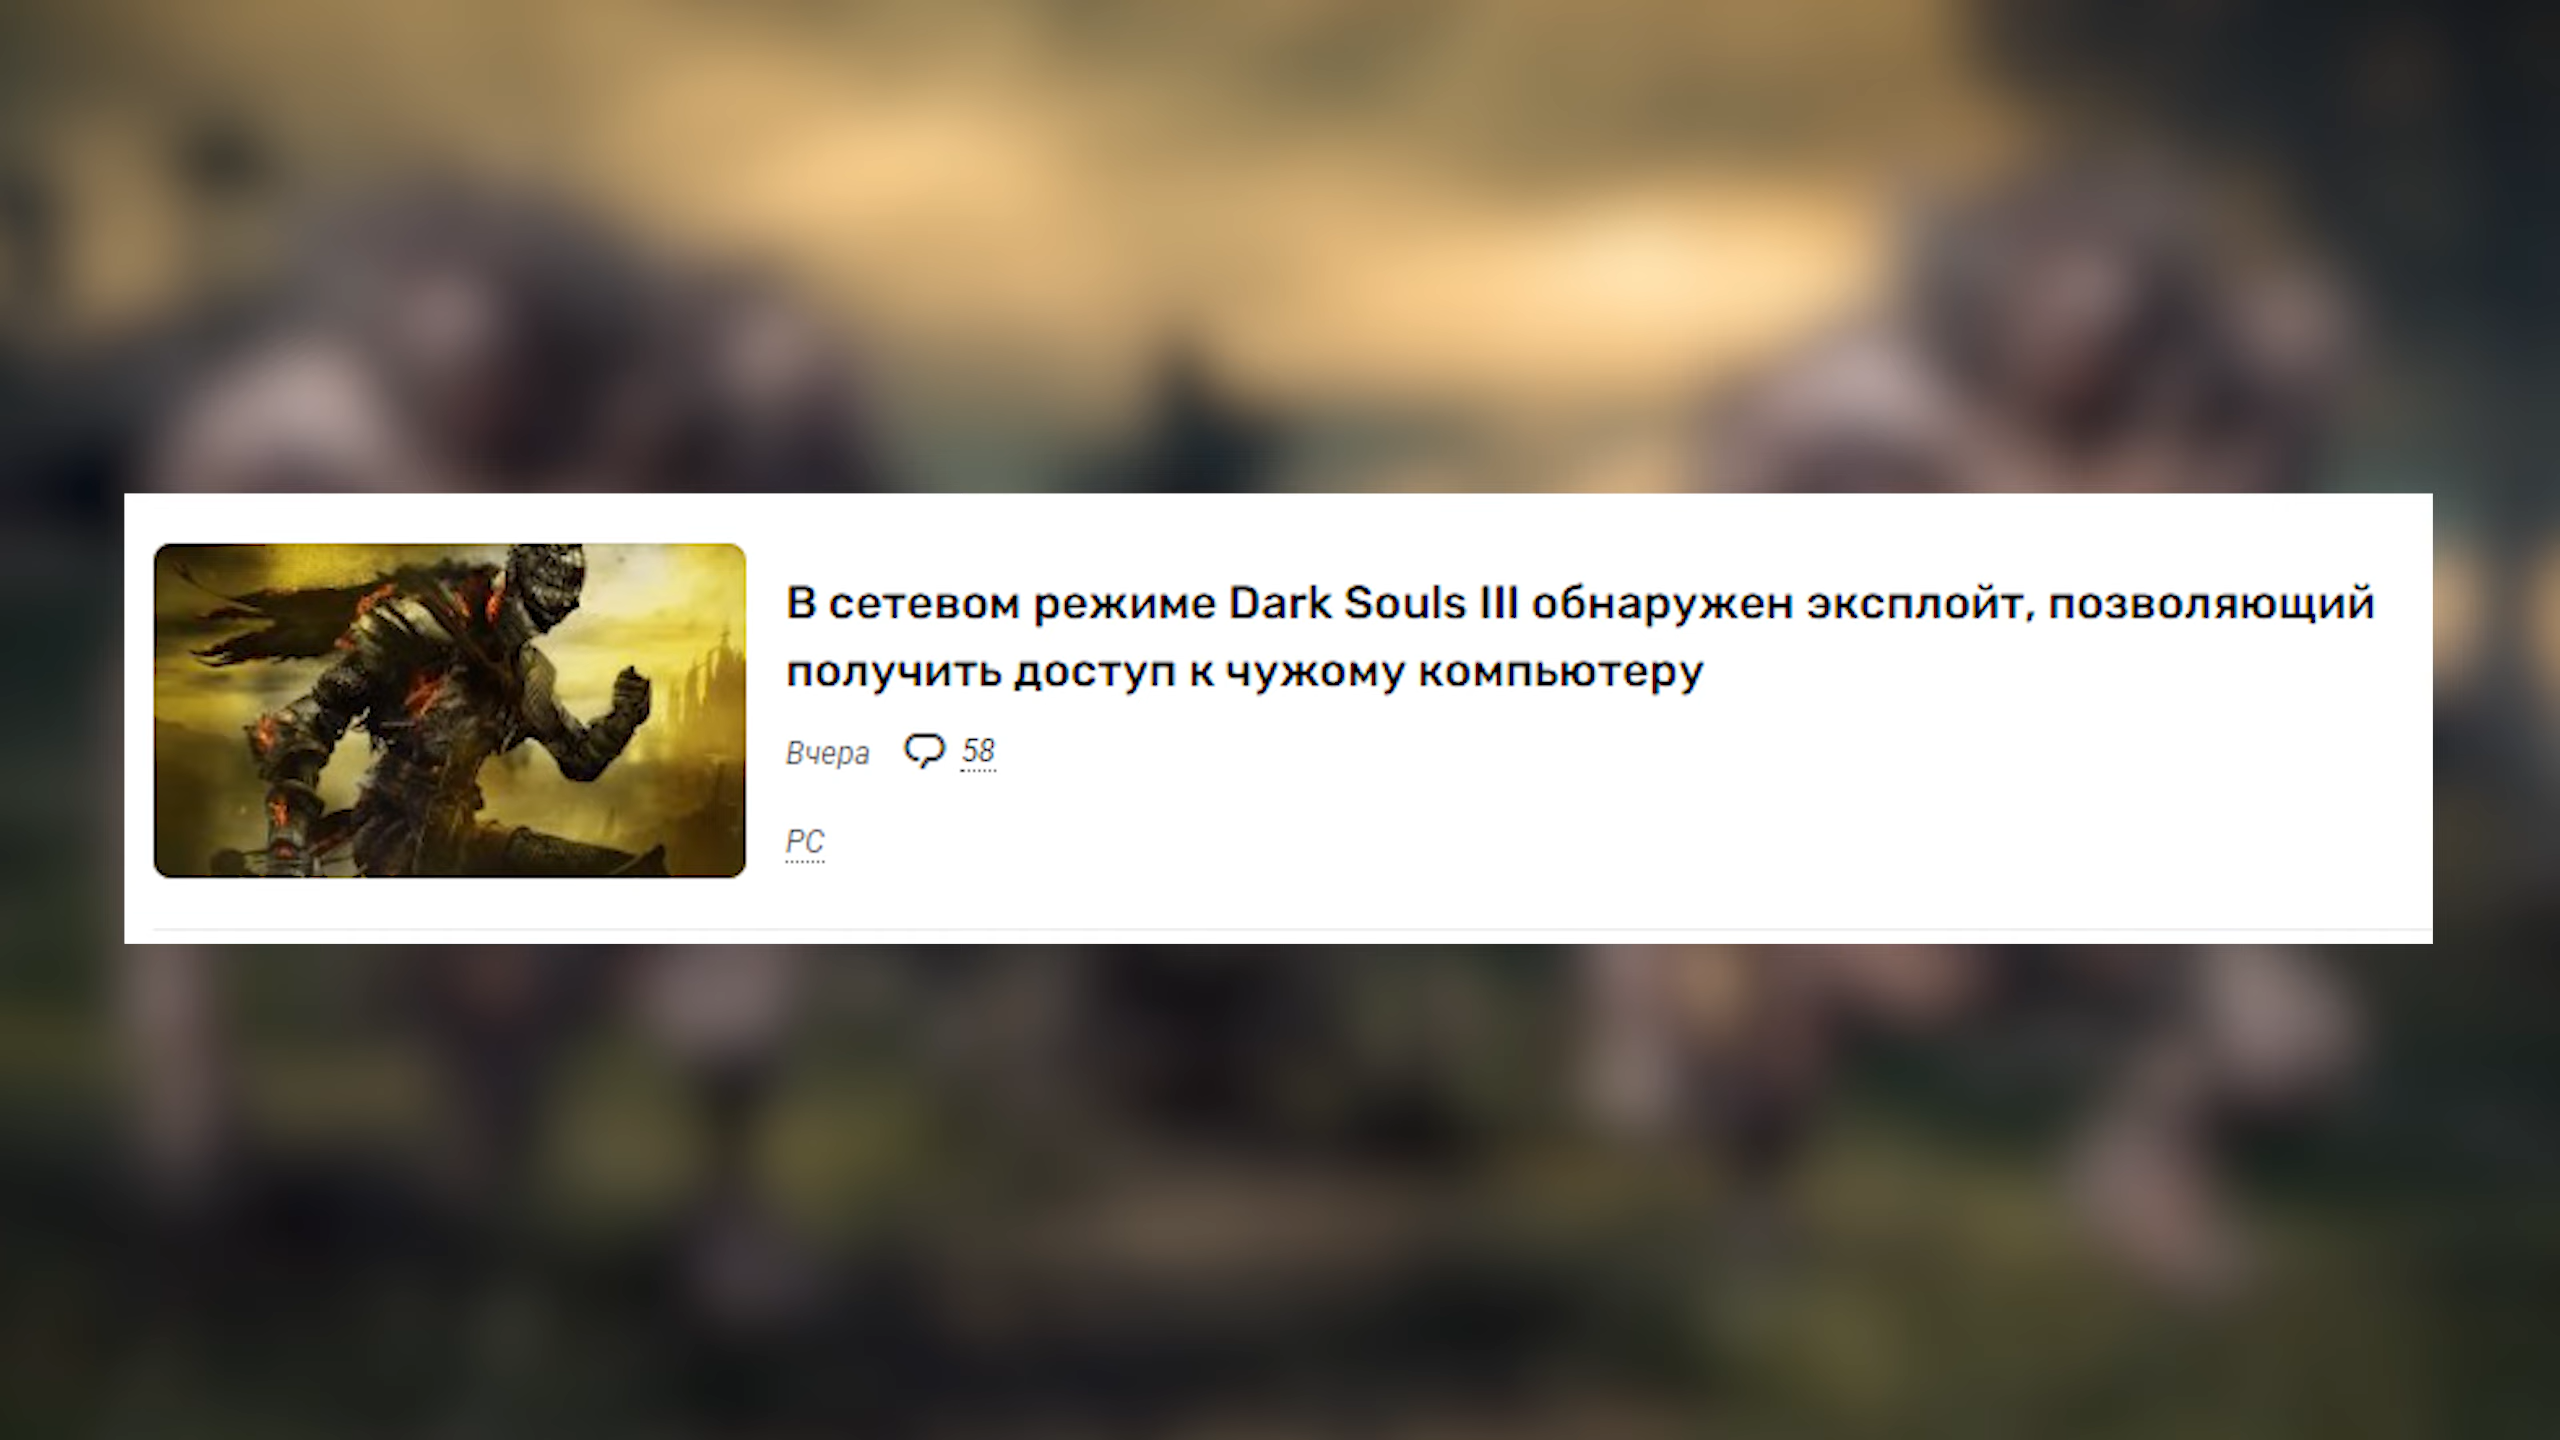 В сетевом режиме Dark Souls III обнаружен эксплойт, позволяющий
получить доступ к чужому компьютеру
Вчера 58
PC